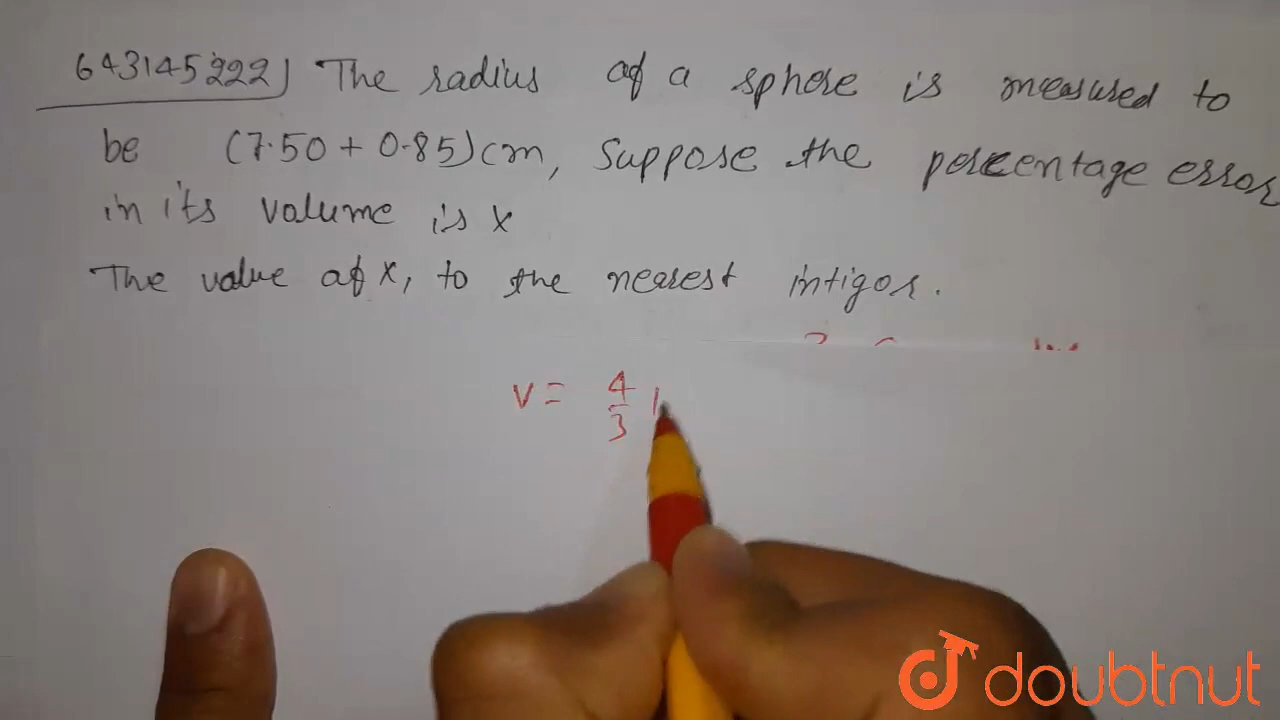 643145222) The radius of a sphere is measured to
be (7.50 + 0.85) cm, Suppose the percentage error
in its volume is x
The value of x, to the nearest intigor.
V = 4/3
doubtnut